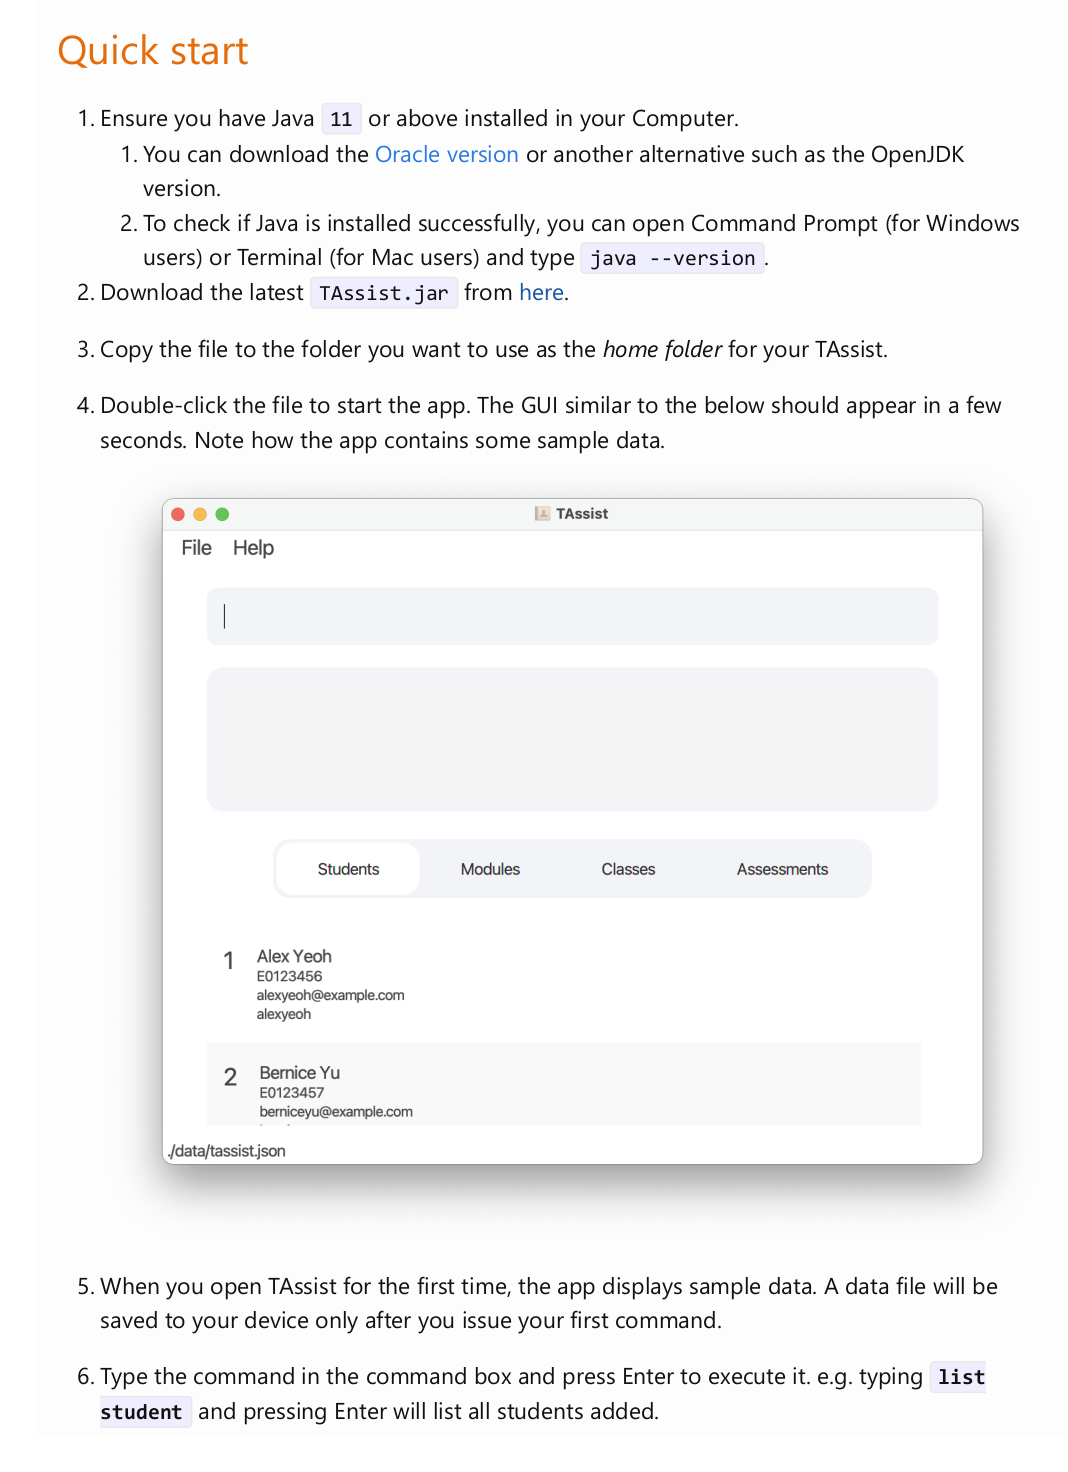 Quick start
1. Ensure you have Java 11 or above installed in your Computer.
1. You can download the Oracle version or another alternative such as the OpenJDK
version.
2. To check if Java is installed successfully, you can open Command Prompt (for Windows
users) or Terminal (for Mac users) and type java --version.
2. Download the latest TAssist.jar from here.
3. Copy the file to the folder you want to use as the home folder for your TAssist.
4. Double-click the file to start the app. The GUI similar to the below should appear in a few
seconds. Note how the app contains some sample data.
TAssist
File Help
Students Modules Classes Assessments
1 Alex Yeoh
E0123456
alexyeoh@example.com
alexyeoh
2 Bernice Yu
E0123457
berniceyu@example.com
./data/tassist.json
5. When you open TAssist for the first time, the app displays sample data. A data file will be
saved to your device only after you issue your first command.
6. Type the command in the command box and press Enter to execute it. e.g. typing list
student and pressing Enter will list all students added.